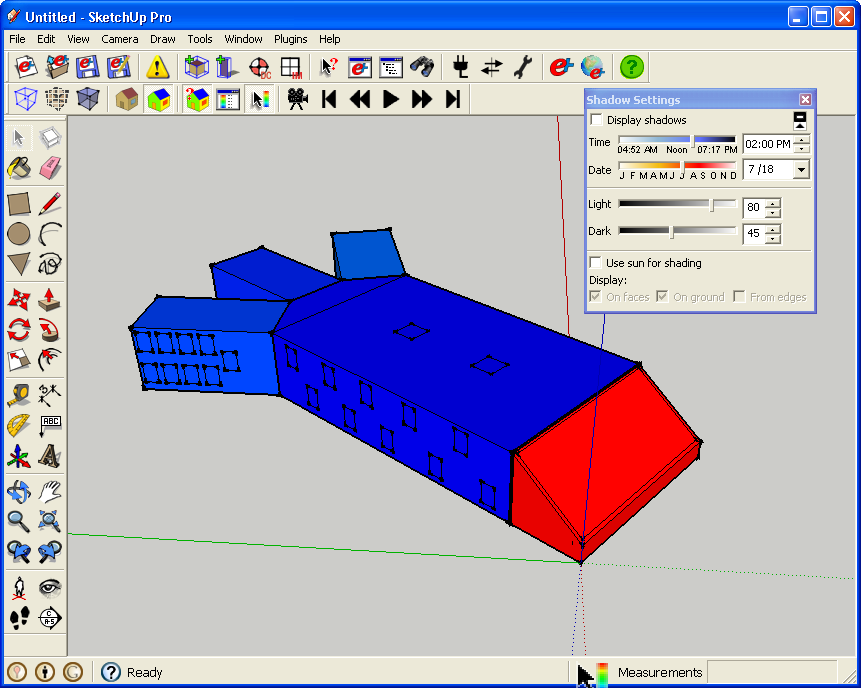 Untitled - SketchUp Pro
File Edit View Camera Draw Tools Window Plugins Help
Shadow Settings
Display shadows
Time 04:52 AM Noon 07:17 PM 02:00 PM
Date J F M A M J J A S O N D 7 /18
Light 80
Dark 45
Use sun for shading
Display:
On faces On ground From edges
ABC
Ready Measurements